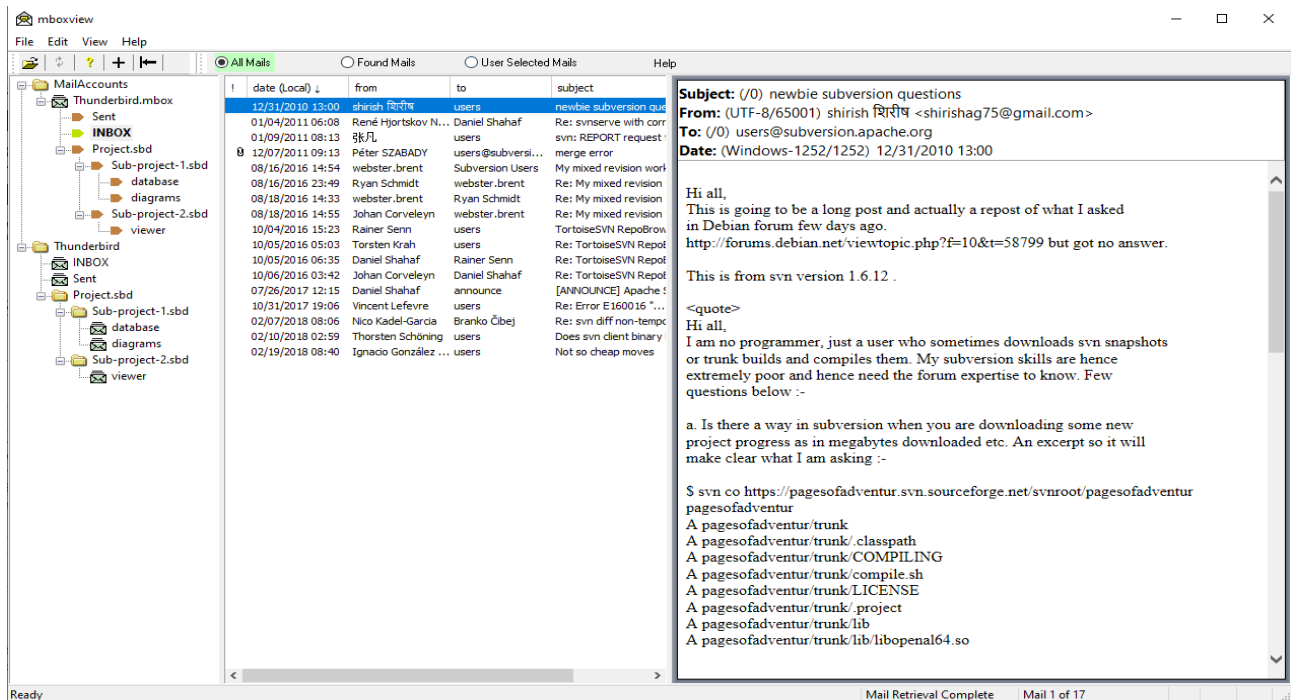 mboxview
File Edit View Help
All Mails Found Mails User Selected Mails Help
MailAccounts
Thunderbird.mbox
Sent
INBOX
Project.sbd
Sub-project-1.sbd
database
diagrams
Sub-project-2.sbd
viewer
Thunderbird
INBOX
Sent
Project.sbd
Sub-project-1.sbd
database
diagrams
Sub-project-2.sbd
viewer
! date (Local) ↓ from to subject
12/31/2010 13:00 shirish शिरीष users newbie subversion que
01/04/2011 06:08 René Hjortskov N... Daniel Shahaf Re: svnserve with corr
01/09/2011 08:13 张凡 users svn: REPORT request
12/07/2011 09:13 Péter SZABADY users@subversi... merge error
08/16/2016 14:54 webster.brent Subversion Users My mixed revision work
08/16/2016 23:49 Ryan Schmidt webster.brent Re: My mixed revision
08/18/2016 14:33 webster.brent Ryan Schmidt Re: My mixed revision
08/18/2016 14:55 Johan Corveleyn webster.brent Re: My mixed revision
10/04/2016 15:23 Rainer Senn users TortoiseSVN RepoBrow
10/05/2016 05:03 Torsten Krah users Re: TortoiseSVN RepoB
10/05/2016 06:35 Daniel Shahaf Rainer Senn Re: TortoiseSVN RepoB
10/06/2016 03:42 Johan Corveleyn Daniel Shahaf Re: TortoiseSVN RepoB
07/26/2017 12:15 Daniel Shahaf announce [ANNOUNCE] Apache S
10/31/2017 19:06 Vincent Lefevre users Re: Error E160016 "...
02/07/2018 08:06 Nico Kadel-Garcia Branko Čibej Re: svn diff non-tempo
02/10/2018 02:59 Thorsten Schöning users Does svn client binary
02/19/2018 08:40 Ignacio González ... users Not so cheap moves
Subject: (/0) newbie subversion questions
From: (UTF-8/65001) shirish शिरीष <shirishag75@gmail.com>
To: (/0) users@subversion.apache.org
Date: (Windows-1252/1252) 12/31/2010 13:00
Hi all,
This is going to be a long post and actually a repost of what I asked
in Debian forum few days ago.
http://forums.debian.net/viewtopic.php?f=10&t=58799 but got no answer.
This is from svn version 1.6.12 .
<quote>
Hi all,
I am no programmer, just a user who sometimes downloads svn snapshots
or trunk builds and compiles them. My subversion skills are hence
extremely poor and hence need the forum expertise to know. Few
questions below :-
a. Is there a way in subversion when you are downloading some new
project progress as in megabytes downloaded etc. An excerpt so it will
make clear what I am asking :-
$ svn co https://pagesofadventur.svn.sourceforge.net/svnroot/pagesofadventur
pagesofadventur
A pagesofadventur/trunk
A pagesofadventur/trunk/.classpath
A pagesofadventur/trunk/COMPILING
A pagesofadventur/trunk/compile.sh
A pagesofadventur/trunk/LICENSE
A pagesofadventur/trunk/.project
A pagesofadventur/trunk/lib
A pagesofadventur/trunk/lib/libopenal64.so
Ready Mail Retrieval Complete Mail 1 of 17